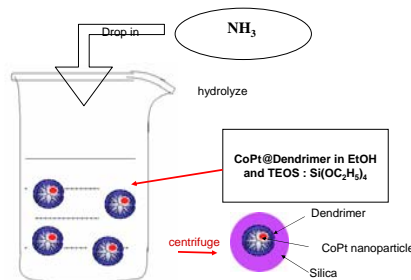 Drop in
NH3
hydrolyze
CoPt@Dendrimer in EtOH
and TEOS : Si(OC2H5)4
Dendrimer
centrifuge
CoPt nanoparticle
Silica